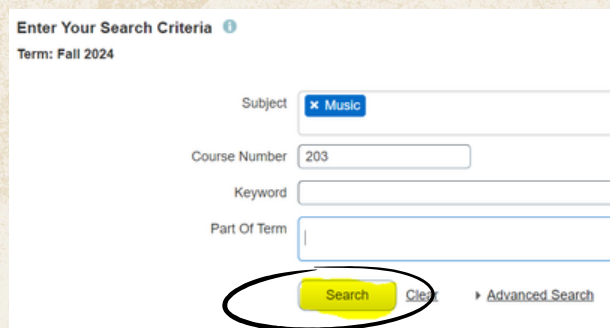 Enter Your Search Criteria
Term: Fall 2024
Subject × Music
Course Number 203
Keyword
Part Of Term
Search Clear Advanced Search